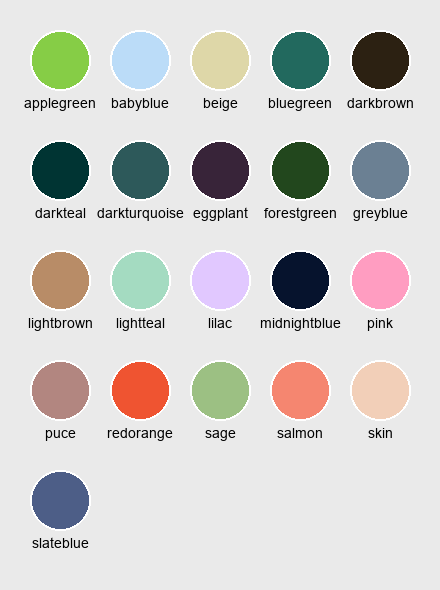 applegreen babyblue beige bluegreen darkbrown
darkteal darkturquoise eggplant forestgreen greyblue
lightbrown lightteal lilac midnightblue pink
puce redorange sage salmon skin
slateblue